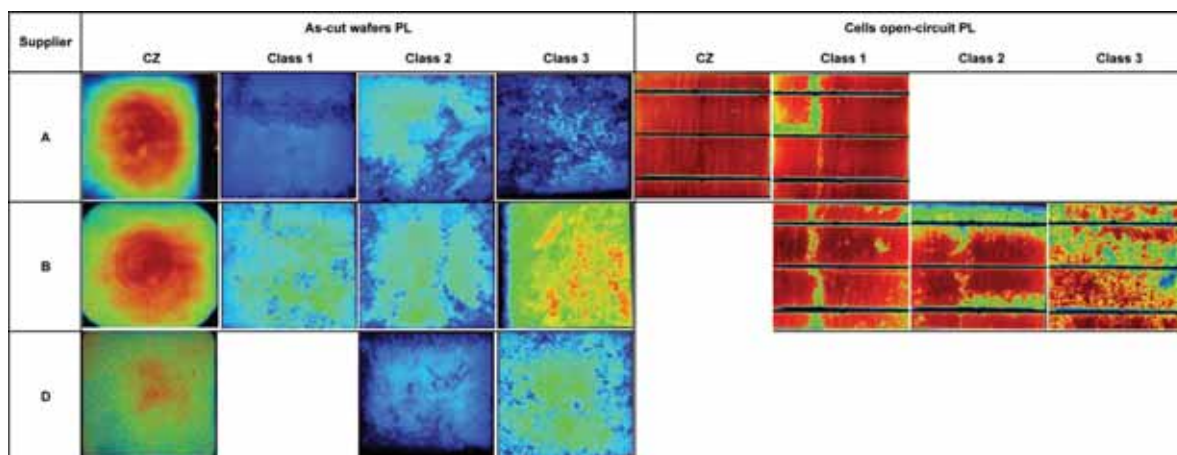 Supplier
As-cut wafers PL
Cells open-circuit PL
CZ Class 1 Class 2 Class 3 CZ Class 1 Class 2 Class 3
A
B
D